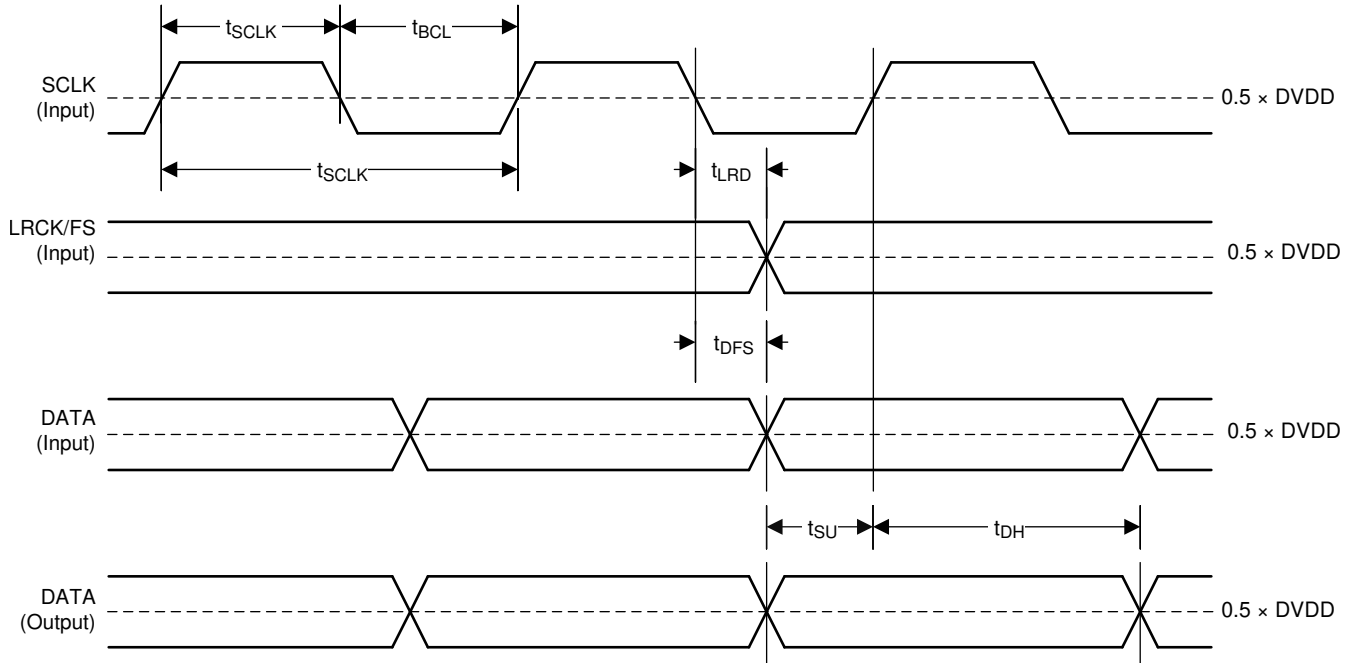 tSCLK
tBCL
SCLK
(Input)
0.5 × DVDD
tSCLK
tLRD
LRCK/FS
(Input)
0.5 × DVDD
tDFS
DATA
(Input)
0.5 × DVDD
tSU
tDH
DATA
(Output)
0.5 × DVDD